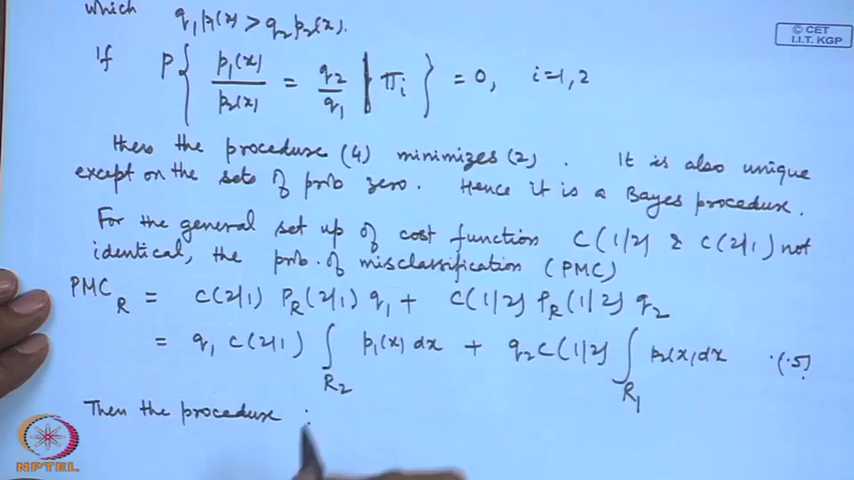 which q₁p₁(x) > q₂p₂(x).
© CET
I.I.T. KGP
If P{ p₁(x)/p₂(x) = q₂/q₁ | πᵢ } = 0, i=1,2
then the procedure (4) minimizes (2). It is also unique
except on the sets of prob zero. Hence it is a Bayes procedure.
For the general set up of cost function C(1|2) & C(2|1) not
identical, the prob. of misclassification (PMC)
PMC_R = C(2|1) P_R(2|1) q₁ + C(1|2) P_R(1|2) q₂
= q₁ C(2|1) ∫_{R₂} p₁(x) dx + q₂ C(1|2) ∫_{R₁} p₂(x) dx ...(5)
Then the procedure :
NPTEL